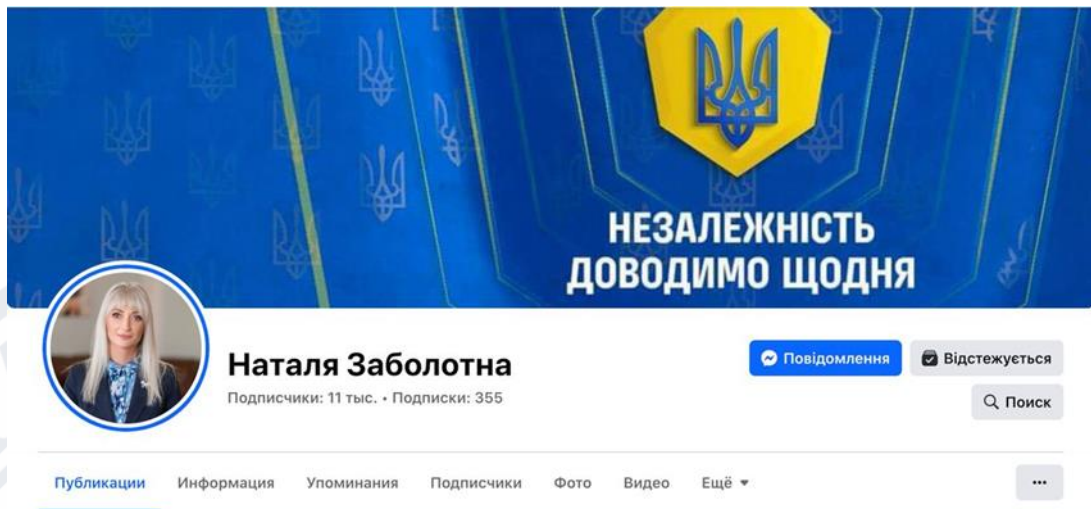 НЕЗАЛЕЖНІСТЬ
ДОВОДИМО ЩОДНЯ
Наталя Заболотна
Подписчики: 11 тыс. • Подписки: 355
Повідомлення
Відстежується
Поиск
Публикации Информация Упоминания Подписчики Фото Видео Ещё